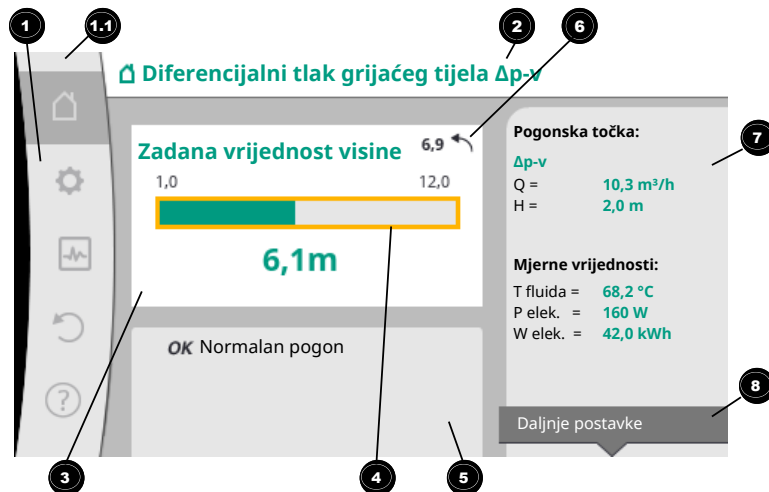 1
1.1
2
6
Diferencijalni tlak grijaćeg tijela Δp-v
Zadana vrijednost visine
6,9
1,0
12,0
6,1m
OK Normalan pogon
Pogonska točka:
7
Δp-v
Q = 10,3 m³/h
H = 2,0 m
Mjerne vrijednosti:
T fluida = 68,2 °C
P elek. = 160 W
W elek. = 42,0 kWh
?
8
Daljnje postavke
3
4
5